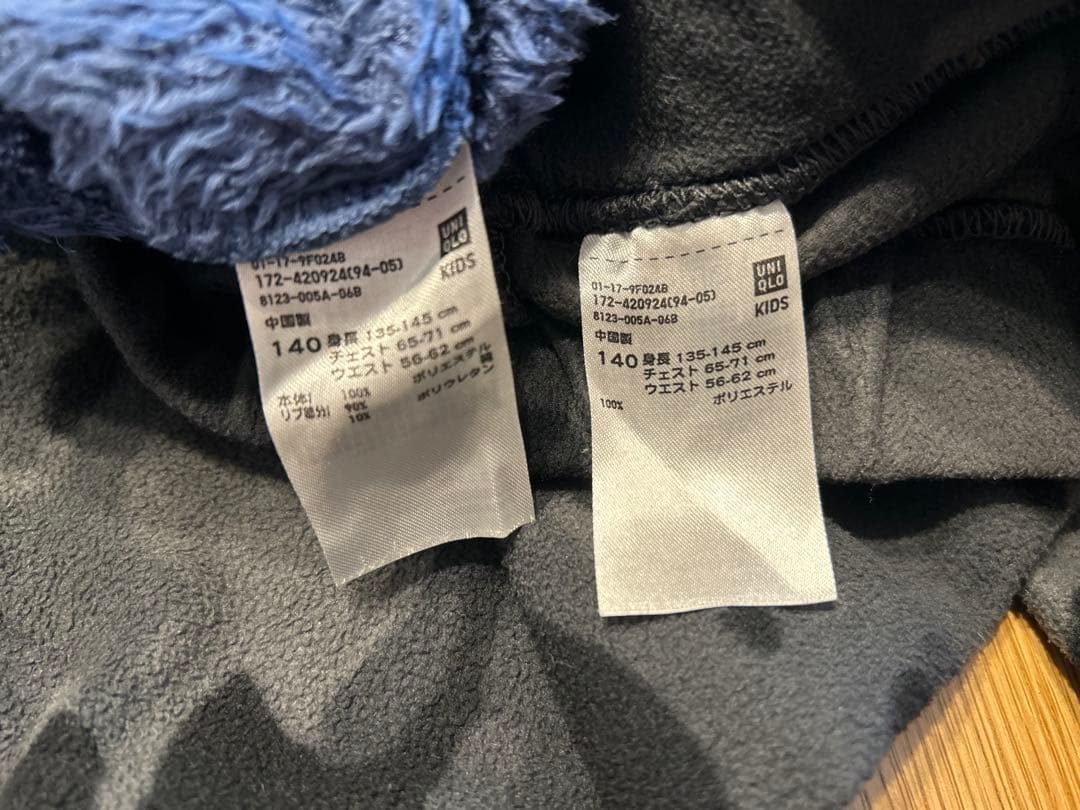 UNI
QLO
KIDS
01-17-9F024B
172-420924(94-05)
8123-005A-06B
中国製
140 身長 135-145 cm
チェスト 65-71 cm
ウエスト 56-62 cm
本体| 100% ポリエステル
リブ部分| 90%
10% ポリウレタン
UNI
QLO
KIDS
01-17-9F024B
172-420924(94-05)
8123-005A-06B
中国製
140 身長 135-145 cm
チェスト 65-71 cm
ウエスト 56-62 cm
100% ポリエステル